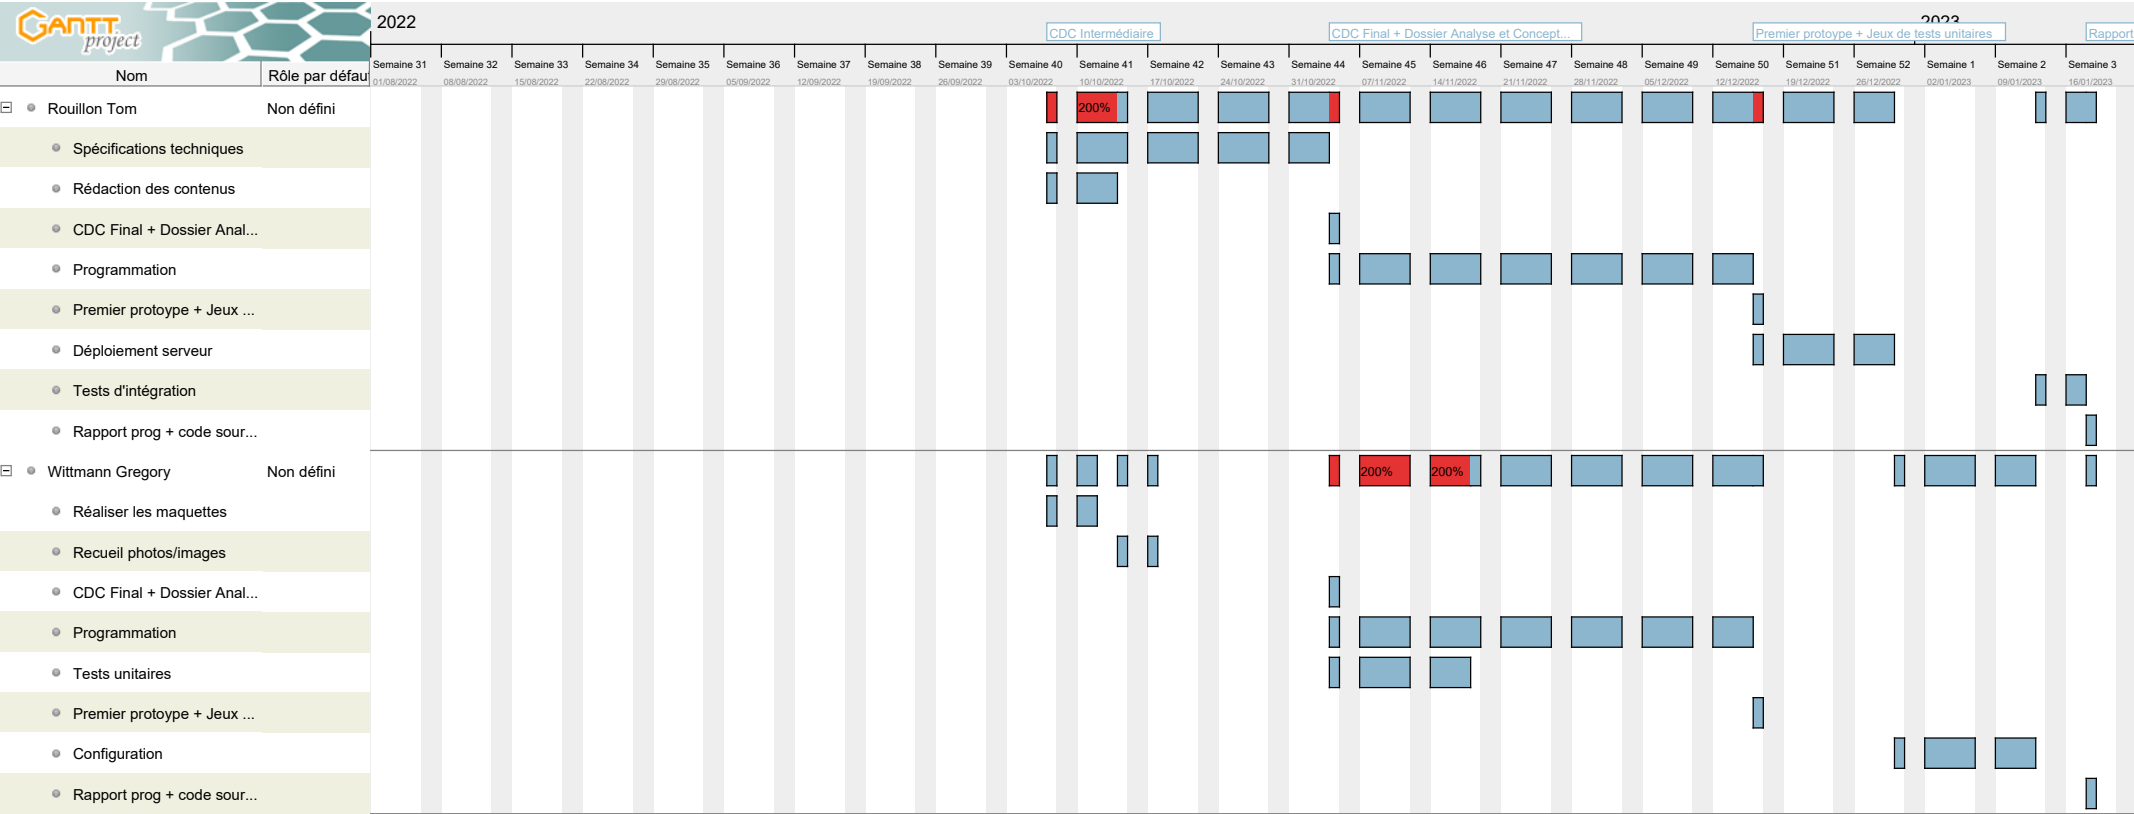 GANTT
project
2022
2023
CDC Intermédiaire
CDC Final + Dossier Analyse et Concept...
Premier protoype + Jeux de tests unitaires
Rapport
Nom
Rôle par défau
Semaine 31 Semaine 32 Semaine 33 Semaine 34 Semaine 35 Semaine 36 Semaine 37 Semaine 38 Semaine 39 Semaine 40 Semaine 41 Semaine 42 Semaine 43 Semaine 44 Semaine 45 Semaine 46 Semaine 47 Semaine 48 Semaine 49 Semaine 50 Semaine 51 Semaine 52 Semaine 1 Semaine 2 Semaine 3
01/08/2022 08/08/2022 15/08/2022 22/08/2022 29/08/2022 05/09/2022 12/09/2022 19/09/2022 26/09/2022 03/10/2022 10/10/2022 17/10/2022 24/10/2022 31/10/2022 07/11/2022 14/11/2022 21/11/2022 28/11/2022 05/12/2022 12/12/2022 19/12/2022 26/12/2022 02/01/2023 09/01/2023 16/01/2023
Rouillon Tom Non défini 200%
Spécifications techniques
Rédaction des contenus
CDC Final + Dossier Anal...
Programmation
Premier protoype + Jeux ...
Déploiement serveur
Tests d'intégration
Rapport prog + code sour...
Wittmann Gregory Non défini 200% 200%
Réaliser les maquettes
Recueil photos/images
CDC Final + Dossier Anal...
Programmation
Tests unitaires
Premier protoype + Jeux ...
Configuration
Rapport prog + code sour...